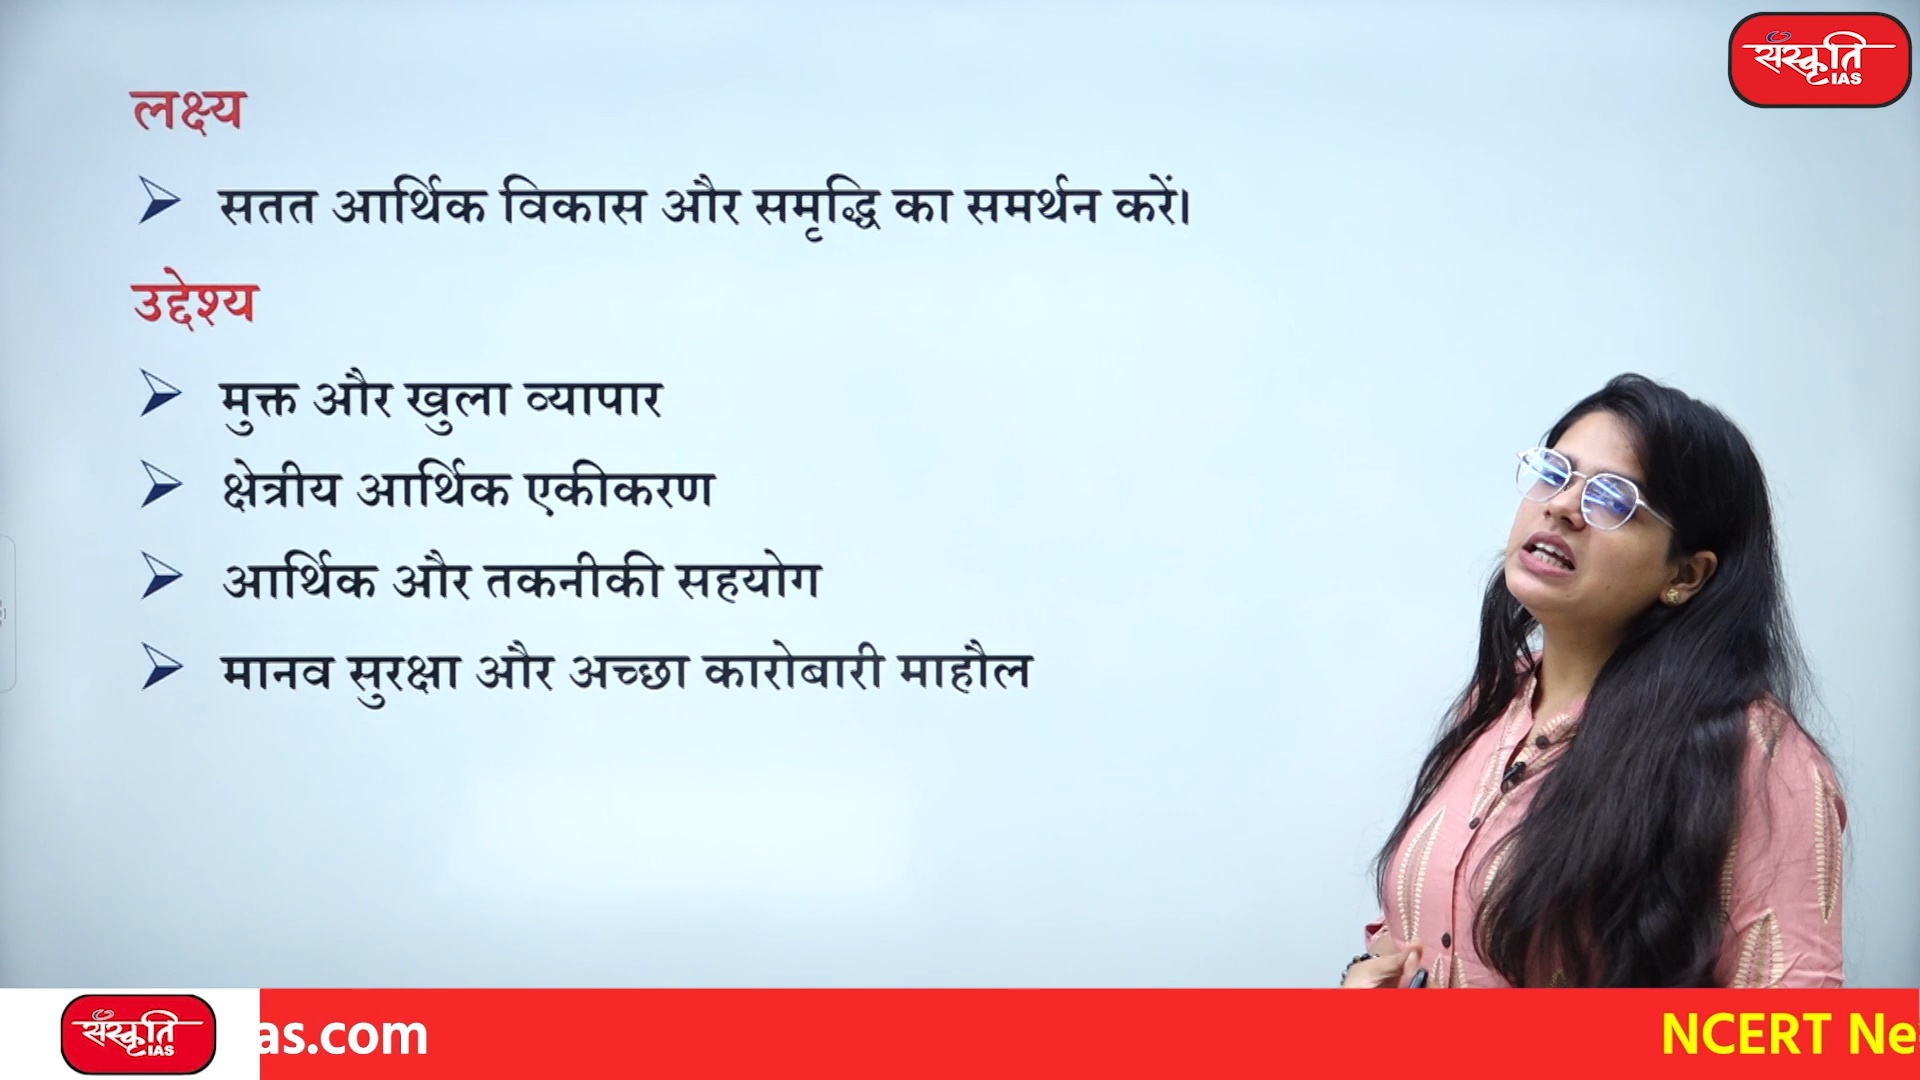 संस्कृति
IAS
लक्ष्य
सतत आर्थिक विकास और समृद्धि का समर्थन करें।
उद्देश्य
मुक्त और खुला व्यापार
क्षेत्रीय आर्थिक एकीकरण
आर्थिक और तकनीकी सहयोग
मानव सुरक्षा और अच्छा कारोबारी माहौल
संस्कृति
IAS
as.com
NCERT Ne